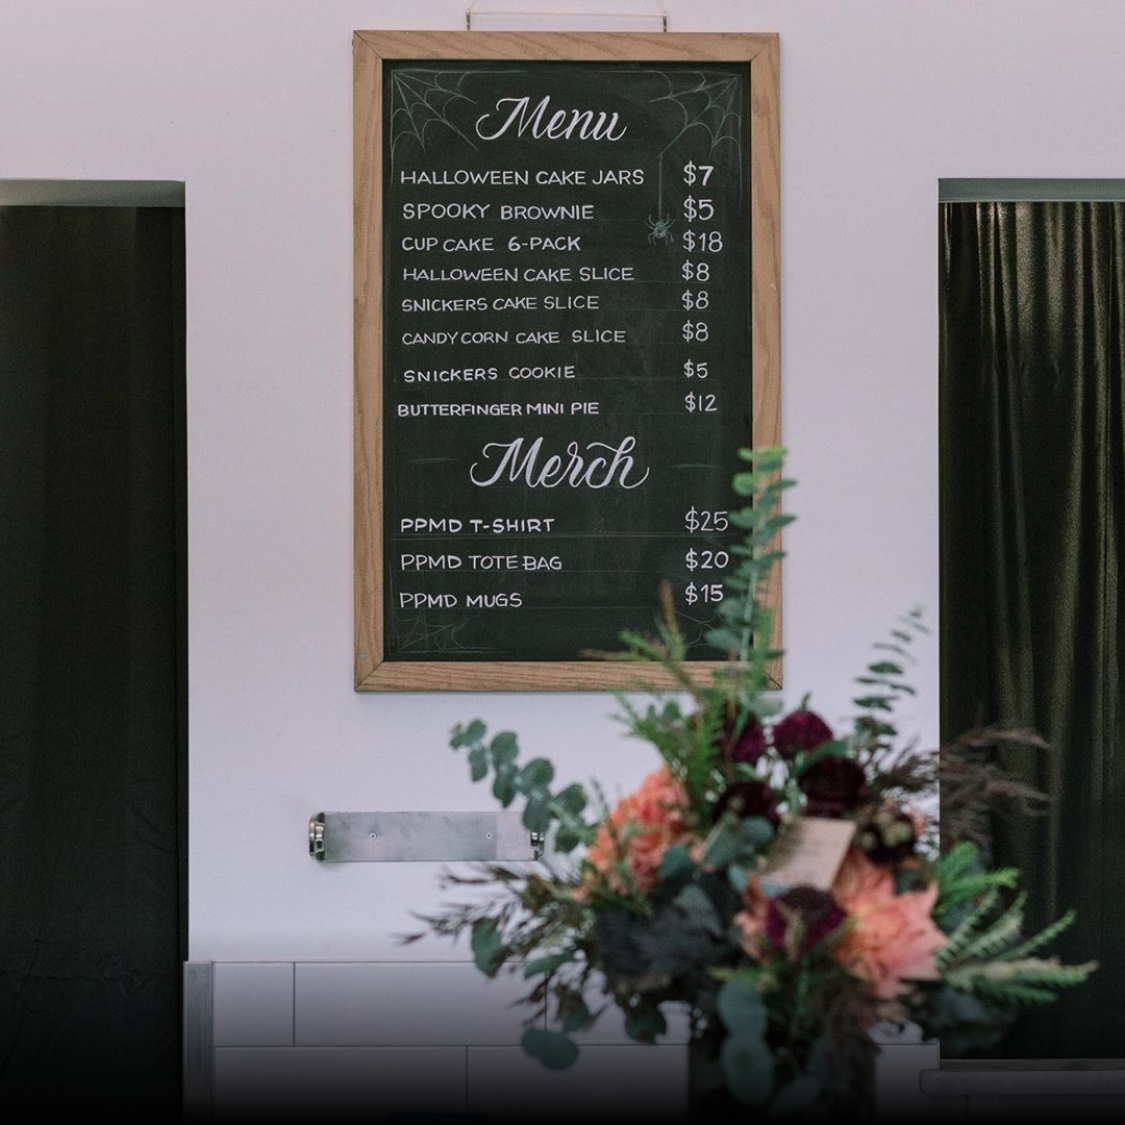 Menu
HALLOWEEN CAKE JARS $7
SPOOKY BROWNIE $5
CUP CAKE 6-PACK $18
HALLOWEEN CAKE SLICE $8
SNICKERS CAKE SLICE $8
CANDY CORN CAKE SLICE $8
SNICKERS COOKIE $5
BUTTERFINGER MINI PIE $12
Merch
PPMD T-SHIRT $25
PPMD TOTE BAG $20
PPMD MUGS $15